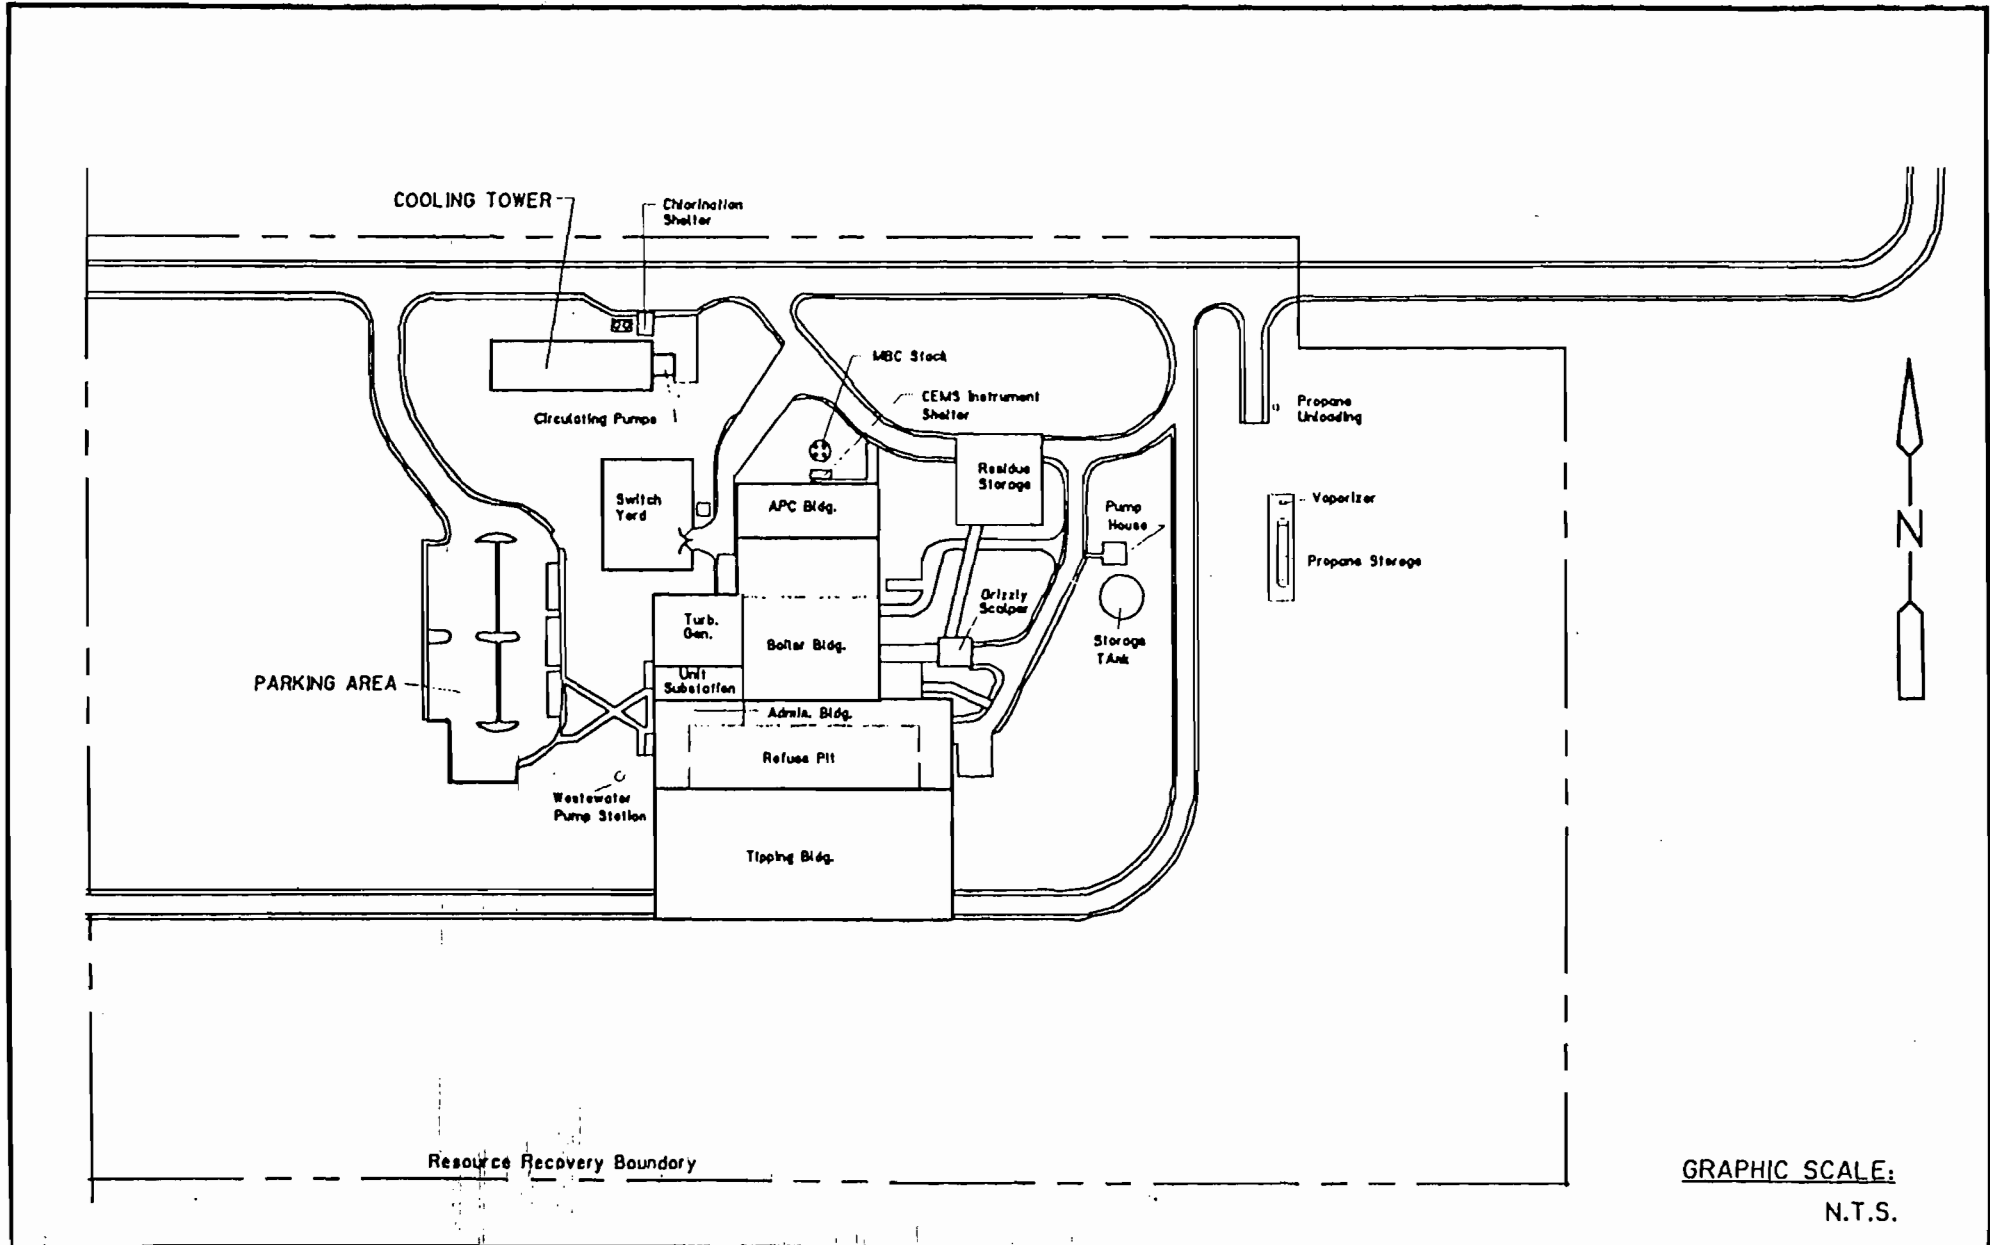 COOLING TOWER
Chlorination
Shelter
MBC Stack
CEMS Instrument
Shelter
Circulating Pumps
Propane
Unloading
Residue
Storage
Switch
Yard
APC Bldg.
Pump
House
Vaporizer
Propane Storage
Grizzly
Scalper
Turb.
Gen.
Boiler Bldg.
Storage
TAnk
N
PARKING AREA
Unit
Substation
Admin. Bldg.
Refuse Pit
Wastewater
Pump Station
Tipping Bldg.
Resource Recovery Boundary
GRAPHIC SCALE:
N.T.S.